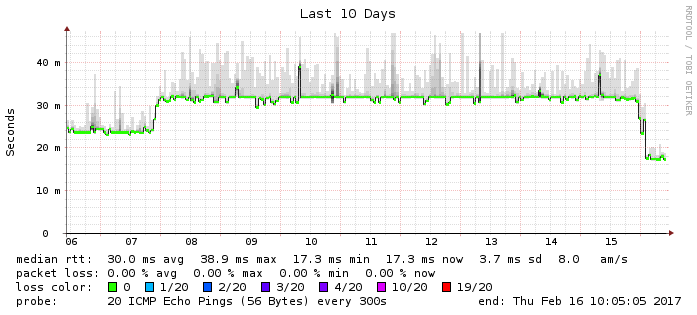 Last 10 Days
RRDTOOL / TOBI OETIKER
Seconds
40 m
30 m
20 m
10 m
0
06 07 08 09 10 11 12 13 14 15
median rtt: 30.0 ms avg 38.9 ms max 17.3 ms min 17.3 ms now 3.7 ms sd 8.0 am/s
packet loss: 0.00 % avg 0.00 % max 0.00 % min 0.00 % now
loss color: 0 1/20 2/20 3/20 4/20 10/20 19/20
probe: 20 ICMP Echo Pings (56 Bytes) every 300s end: Thu Feb 16 10:05:05 2017